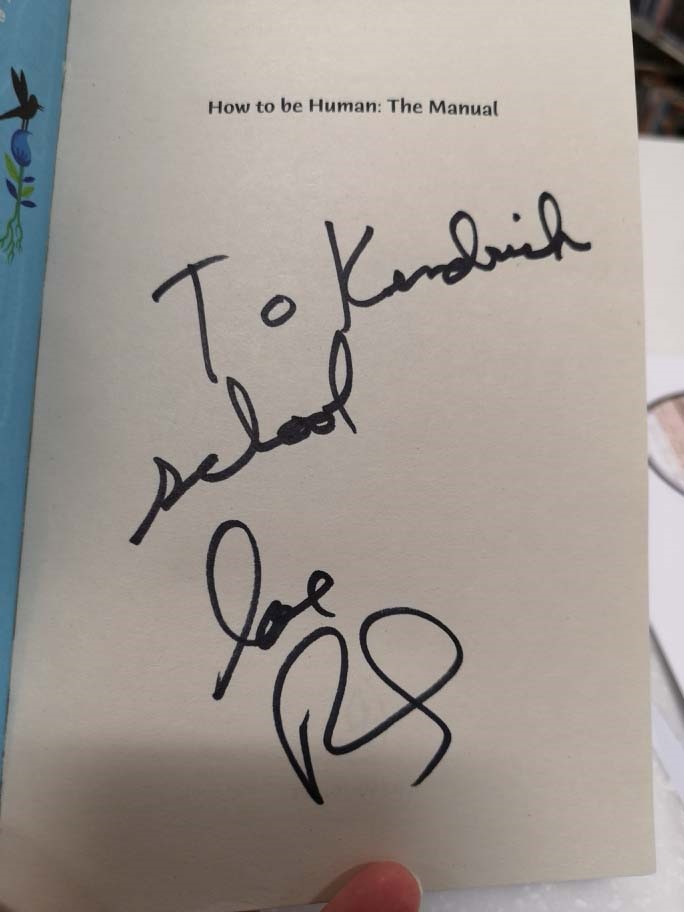 How to be Human: The Manual
To Kendrick
school
love